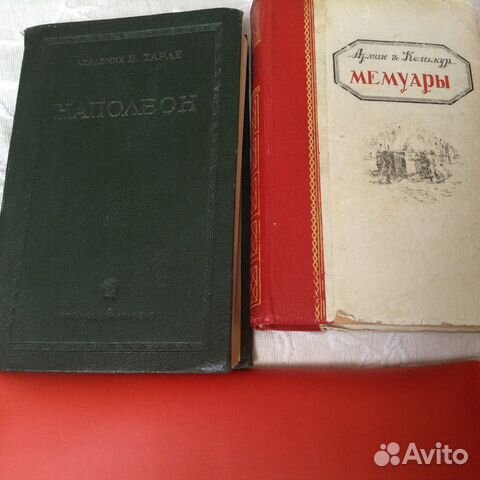 АКАДЕМИК Е. ТАРЛЕ
НАПОЛЕОН
Арман де Коленкур
МЕМУАРЫ
Avito